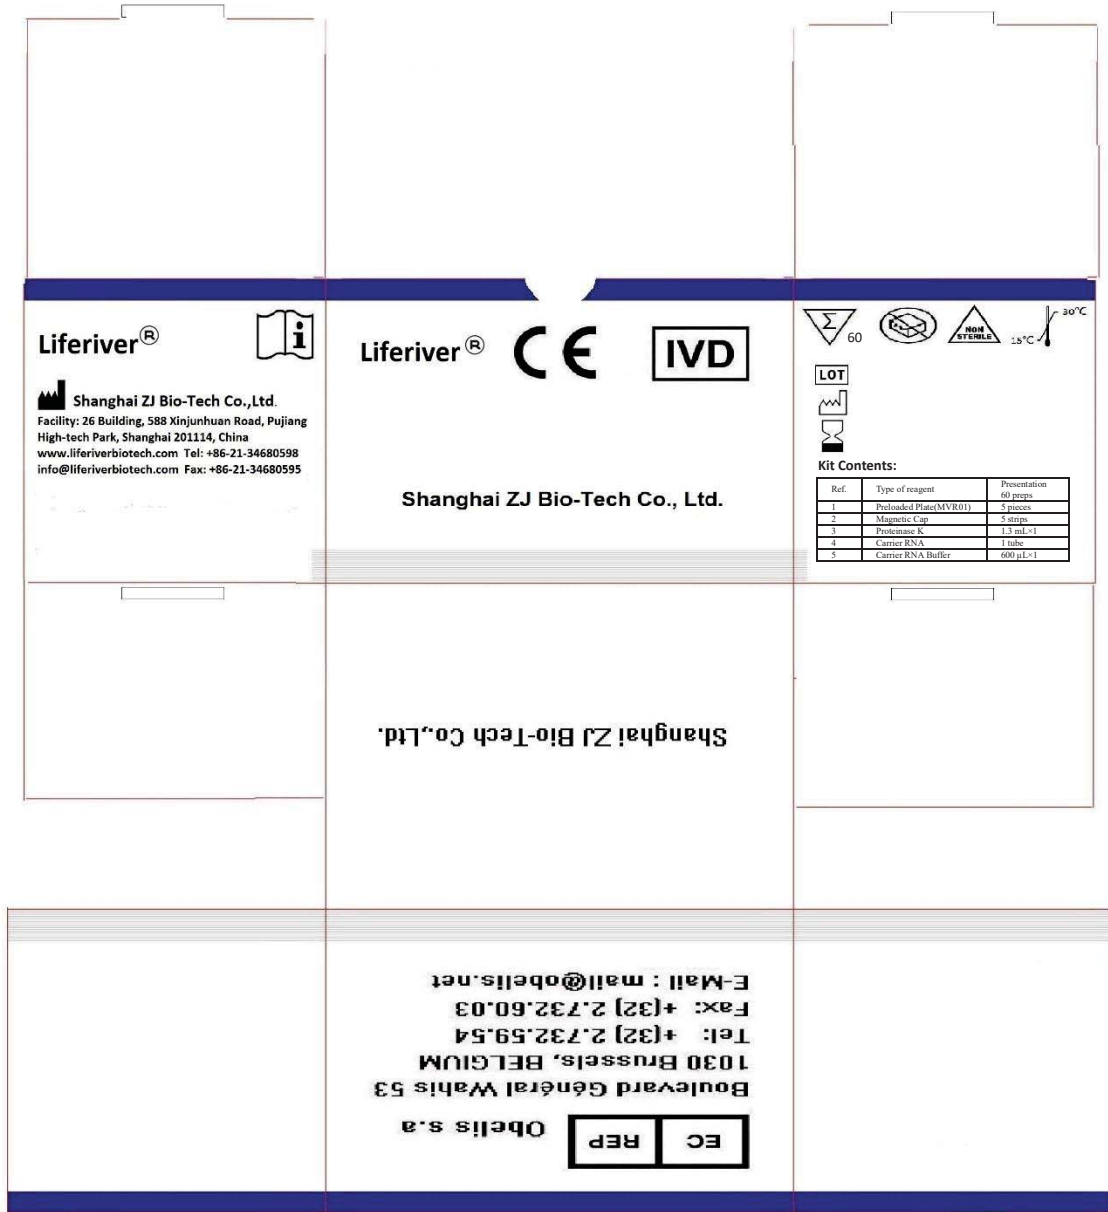 Liferiver®
Shanghai ZJ Bio-Tech Co.,Ltd.
Facility: 26 Building, 588 Xinjunhuan Road, Pujiang
High-tech Park, Shanghai 201114, China
www.liferiverbiotech.com Tel: +86-21-34680598
info@liferiverbiotech.com Fax: +86-21-34680595
Liferiver® CE IVD
Shanghai ZJ Bio-Tech Co., Ltd.
Σ 60 NON STERILE 15°C 30°C
LOT
Kit Contents:
Ref. Type of reagent Presentation 60 preps
1 Preloaded Plate(MVR01) 5 pieces
2 Magnetic Cap 5 strips
3 Proteinase K 1.3 mL×1
4 Carrier RNA 1 tube
5 Carrier RNA Buffer 600 μL×1
Shanghai ZJ Bio-Tech Co.,Ltd.
EC REP Obelis s.a
Boulevard Général Wahis 53
1030 Brussels, BELGIUM
Tel: +(32) 2.732.59.54
Fax: +(32) 2.732.60.03
E-Mail : mail@obelis.net